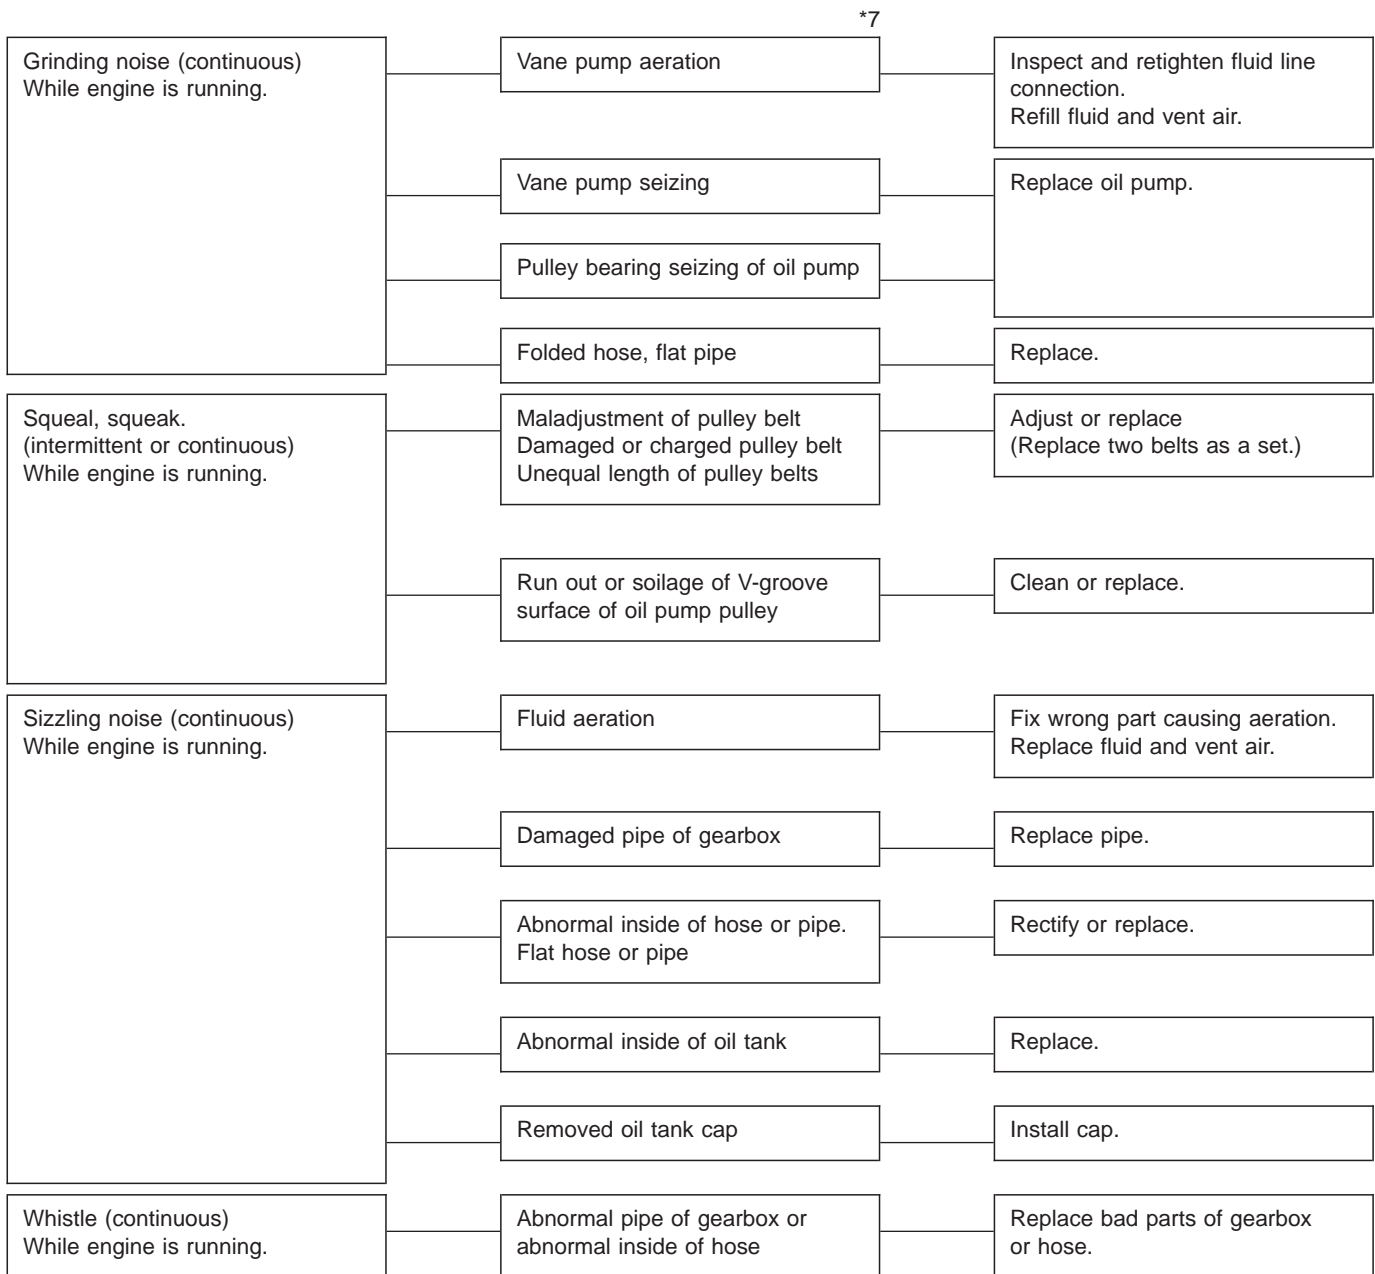 *7
Grinding noise (continuous)
While engine is running.
Vane pump aeration
Inspect and retighten fluid line
connection.
Refill fluid and vent air.
Vane pump seizing
Replace oil pump.
Pulley bearing seizing of oil pump
Folded hose, flat pipe
Replace.
Squeal, squeak.
(intermittent or continuous)
While engine is running.
Maladjustment of pulley belt
Damaged or charged pulley belt
Unequal length of pulley belts
Adjust or replace
(Replace two belts as a set.)
Run out or soilage of V-groove
surface of oil pump pulley
Clean or replace.
Sizzling noise (continuous)
While engine is running.
Fluid aeration
Fix wrong part causing aeration.
Replace fluid and vent air.
Damaged pipe of gearbox
Replace pipe.
Abnormal inside of hose or pipe.
Flat hose or pipe
Rectify or replace.
Abnormal inside of oil tank
Replace.
Removed oil tank cap
Install cap.
Whistle (continuous)
While engine is running.
Abnormal pipe of gearbox or
abnormal inside of hose
Replace bad parts of gearbox
or hose.